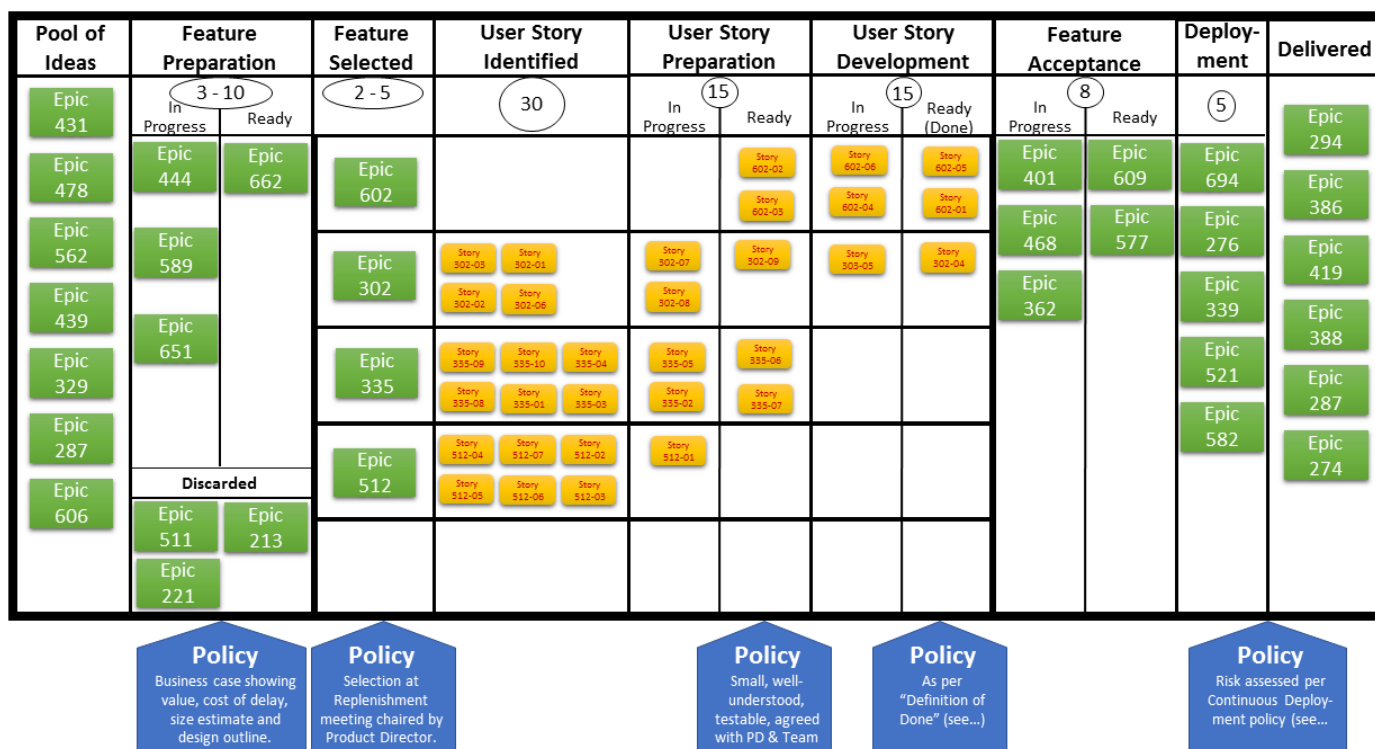 Pool of
Ideas
Feature
Preparation
Feature
Selected
User Story
Identified
User Story
Preparation
User Story
Development
Feature
Acceptance
Deploy-
ment
Delivered
3 - 10
2 - 5
30
15
15
8
5
In
Progress
Ready
In
Progress
Ready
In
Progress
Ready
(Done)
In
Progress
Ready
Epic
431
Epic
478
Epic
562
Epic
439
Epic
329
Epic
287
Epic
606
Epic
444
Epic
662
Epic
589
Epic
651
Discarded
Epic
511
Epic
213
Epic
221
Epic
602
Story
602-02
Story
602-03
Story
602-06
Story
602-04
Story
602-05
Story
602-01
Epic
302
Story
302-03
Story
302-01
Story
302-02
Story
302-06
Story
302-07
Story
302-08
Story
302-09
Story
303-05
Story
302-04
Epic
335
Story
335-09
Story
335-10
Story
335-04
Story
335-08
Story
335-01
Story
335-03
Story
335-05
Story
335-02
Story
335-06
Story
335-07
Epic
512
Story
512-04
Story
512-07
Story
512-02
Story
512-05
Story
512-06
Story
512-03
Story
512-01
Epic
401
Epic
609
Epic
468
Epic
577
Epic
362
Epic
694
Epic
276
Epic
339
Epic
521
Epic
582
Epic
294
Epic
386
Epic
419
Epic
388
Epic
287
Epic
274
Policy
Business case showing
value, cost of delay,
size estimate and
design outline.
Policy
Selection at
Replenishment
meeting chaired by
Product Director.
Policy
Small, well-
understood,
testable, agreed
with PD & Team
Policy
As per
“Definition of
Done” (see...)
Policy
Risk assessed per
Continuous Deploy-
ment policy (see...